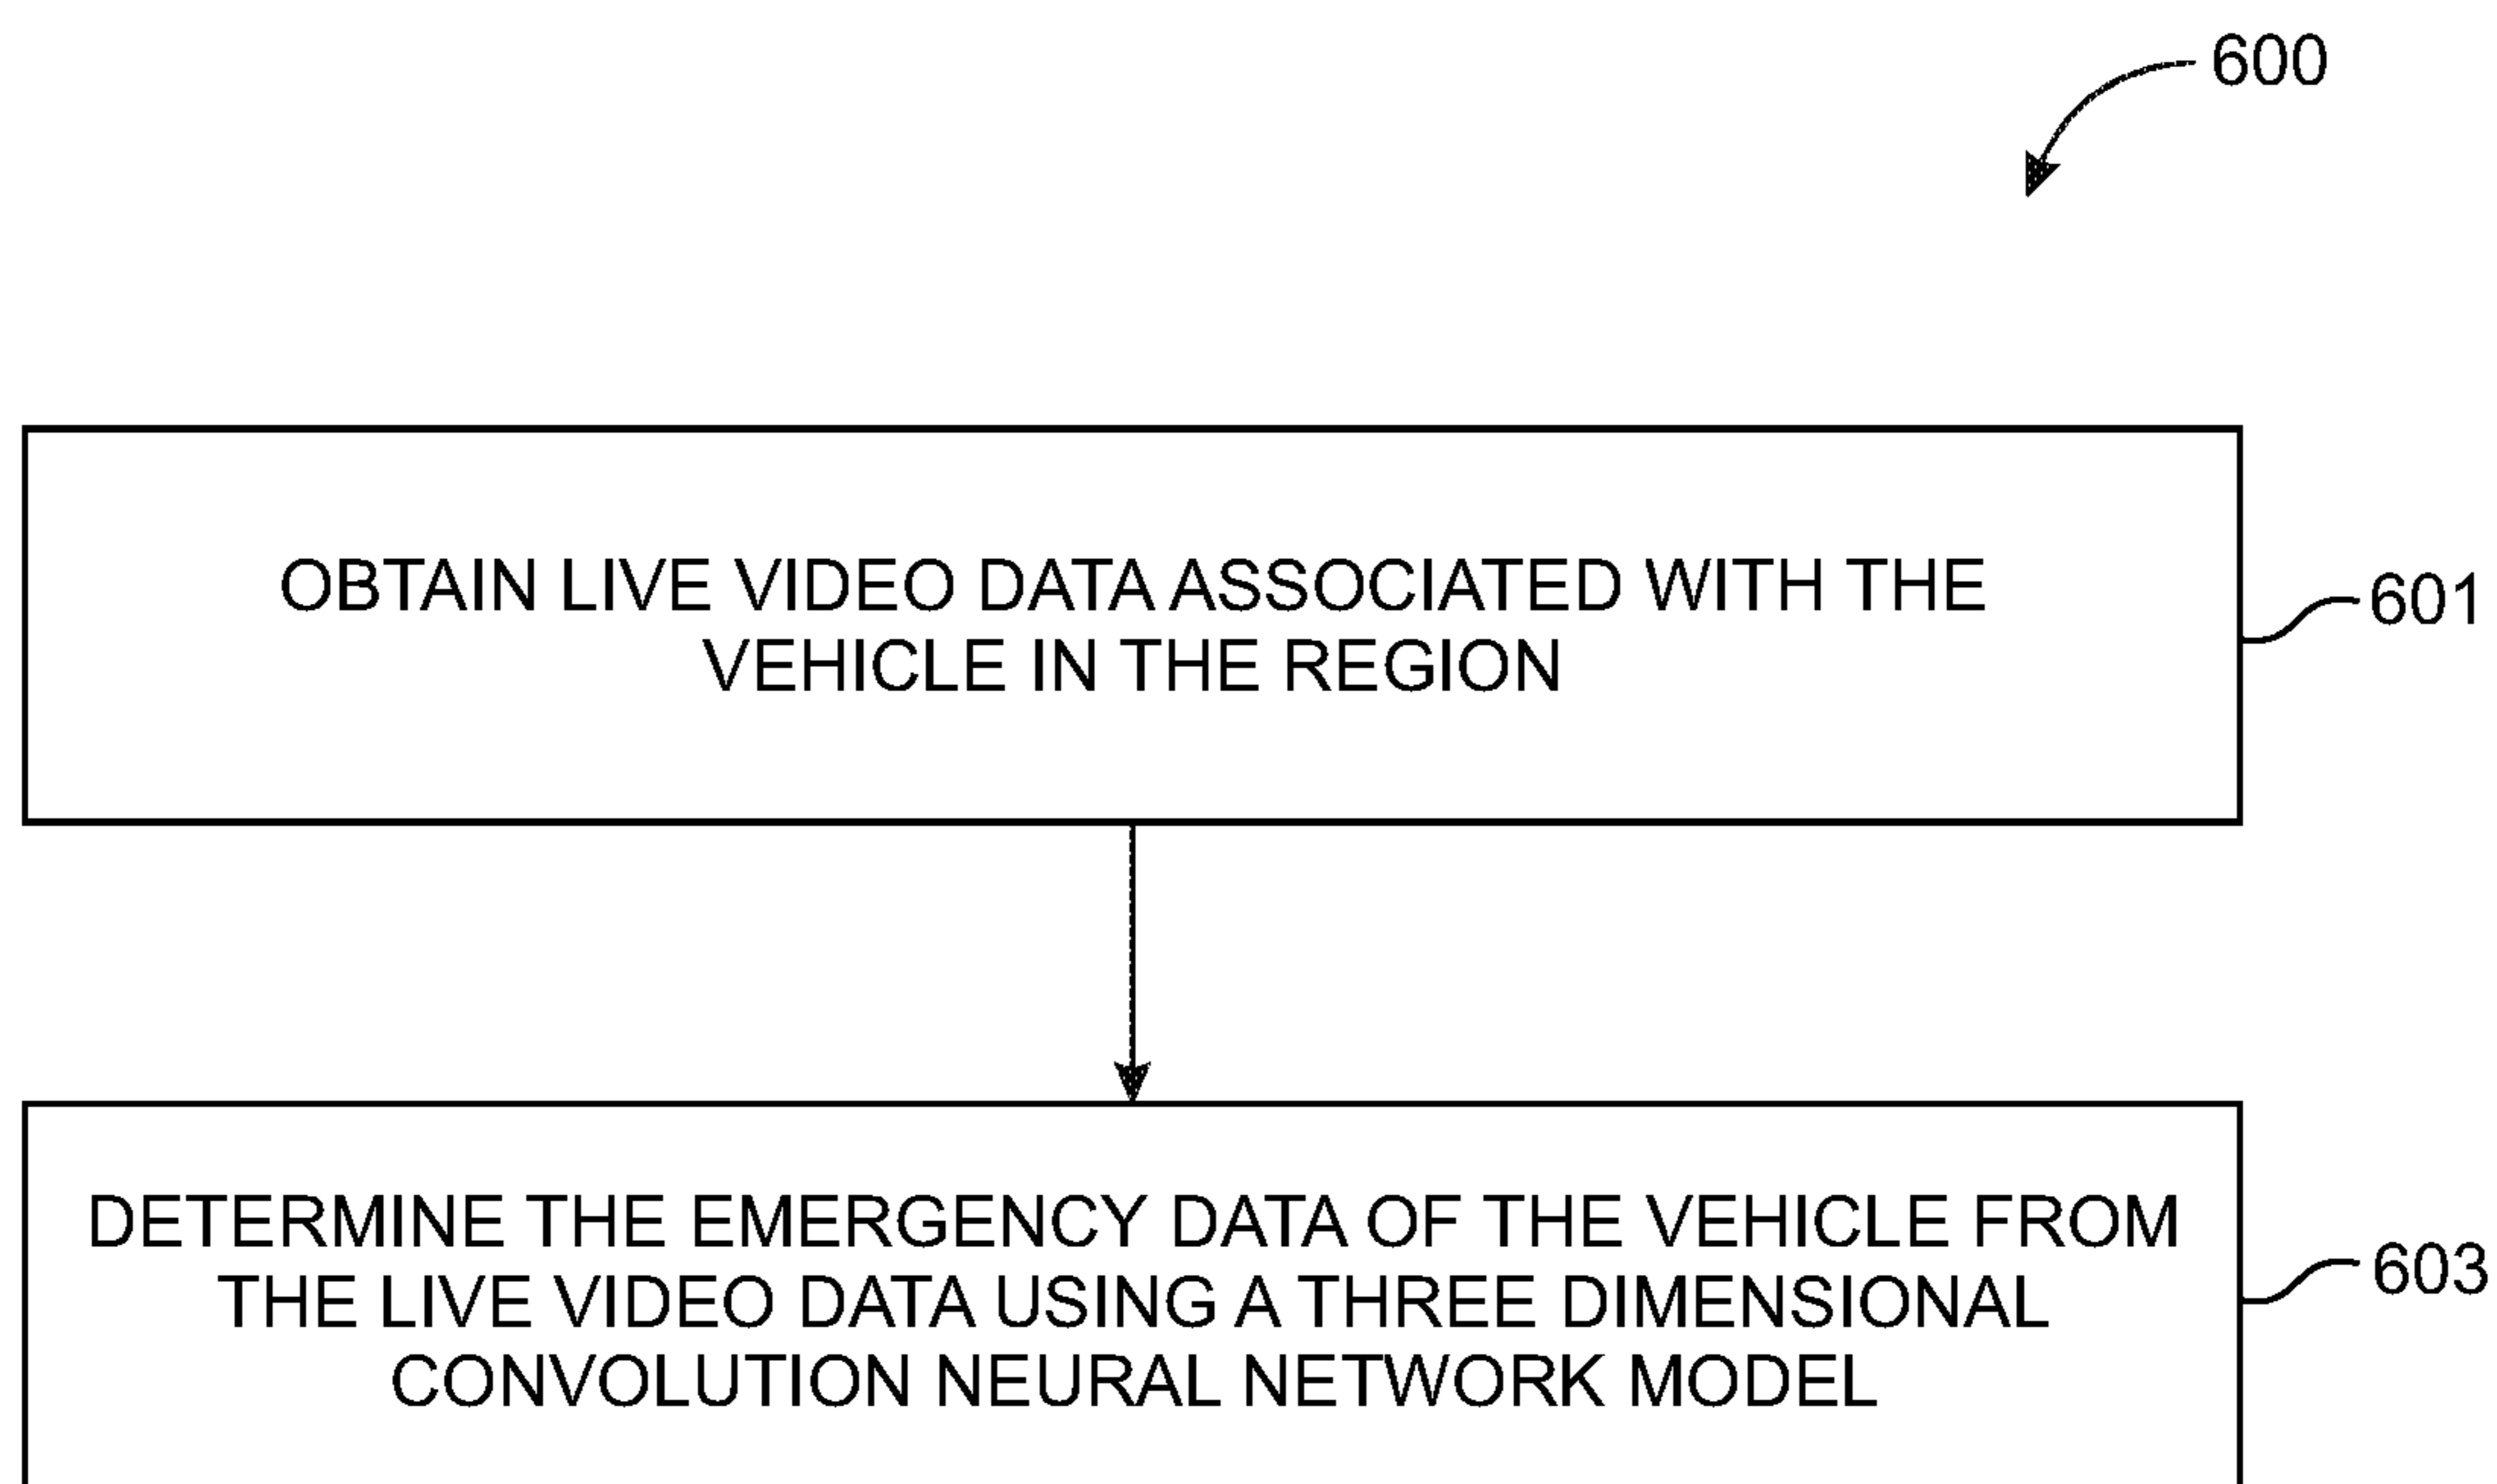 600
OBTAIN LIVE VIDEO DATA ASSOCIATED WITH THE
VEHICLE IN THE REGION
601
DETERMINE THE EMERGENCY DATA OF THE VEHICLE FROM
THE LIVE VIDEO DATA USING A THREE DIMENSIONAL
CONVOLUTION NEURAL NETWORK MODEL
603